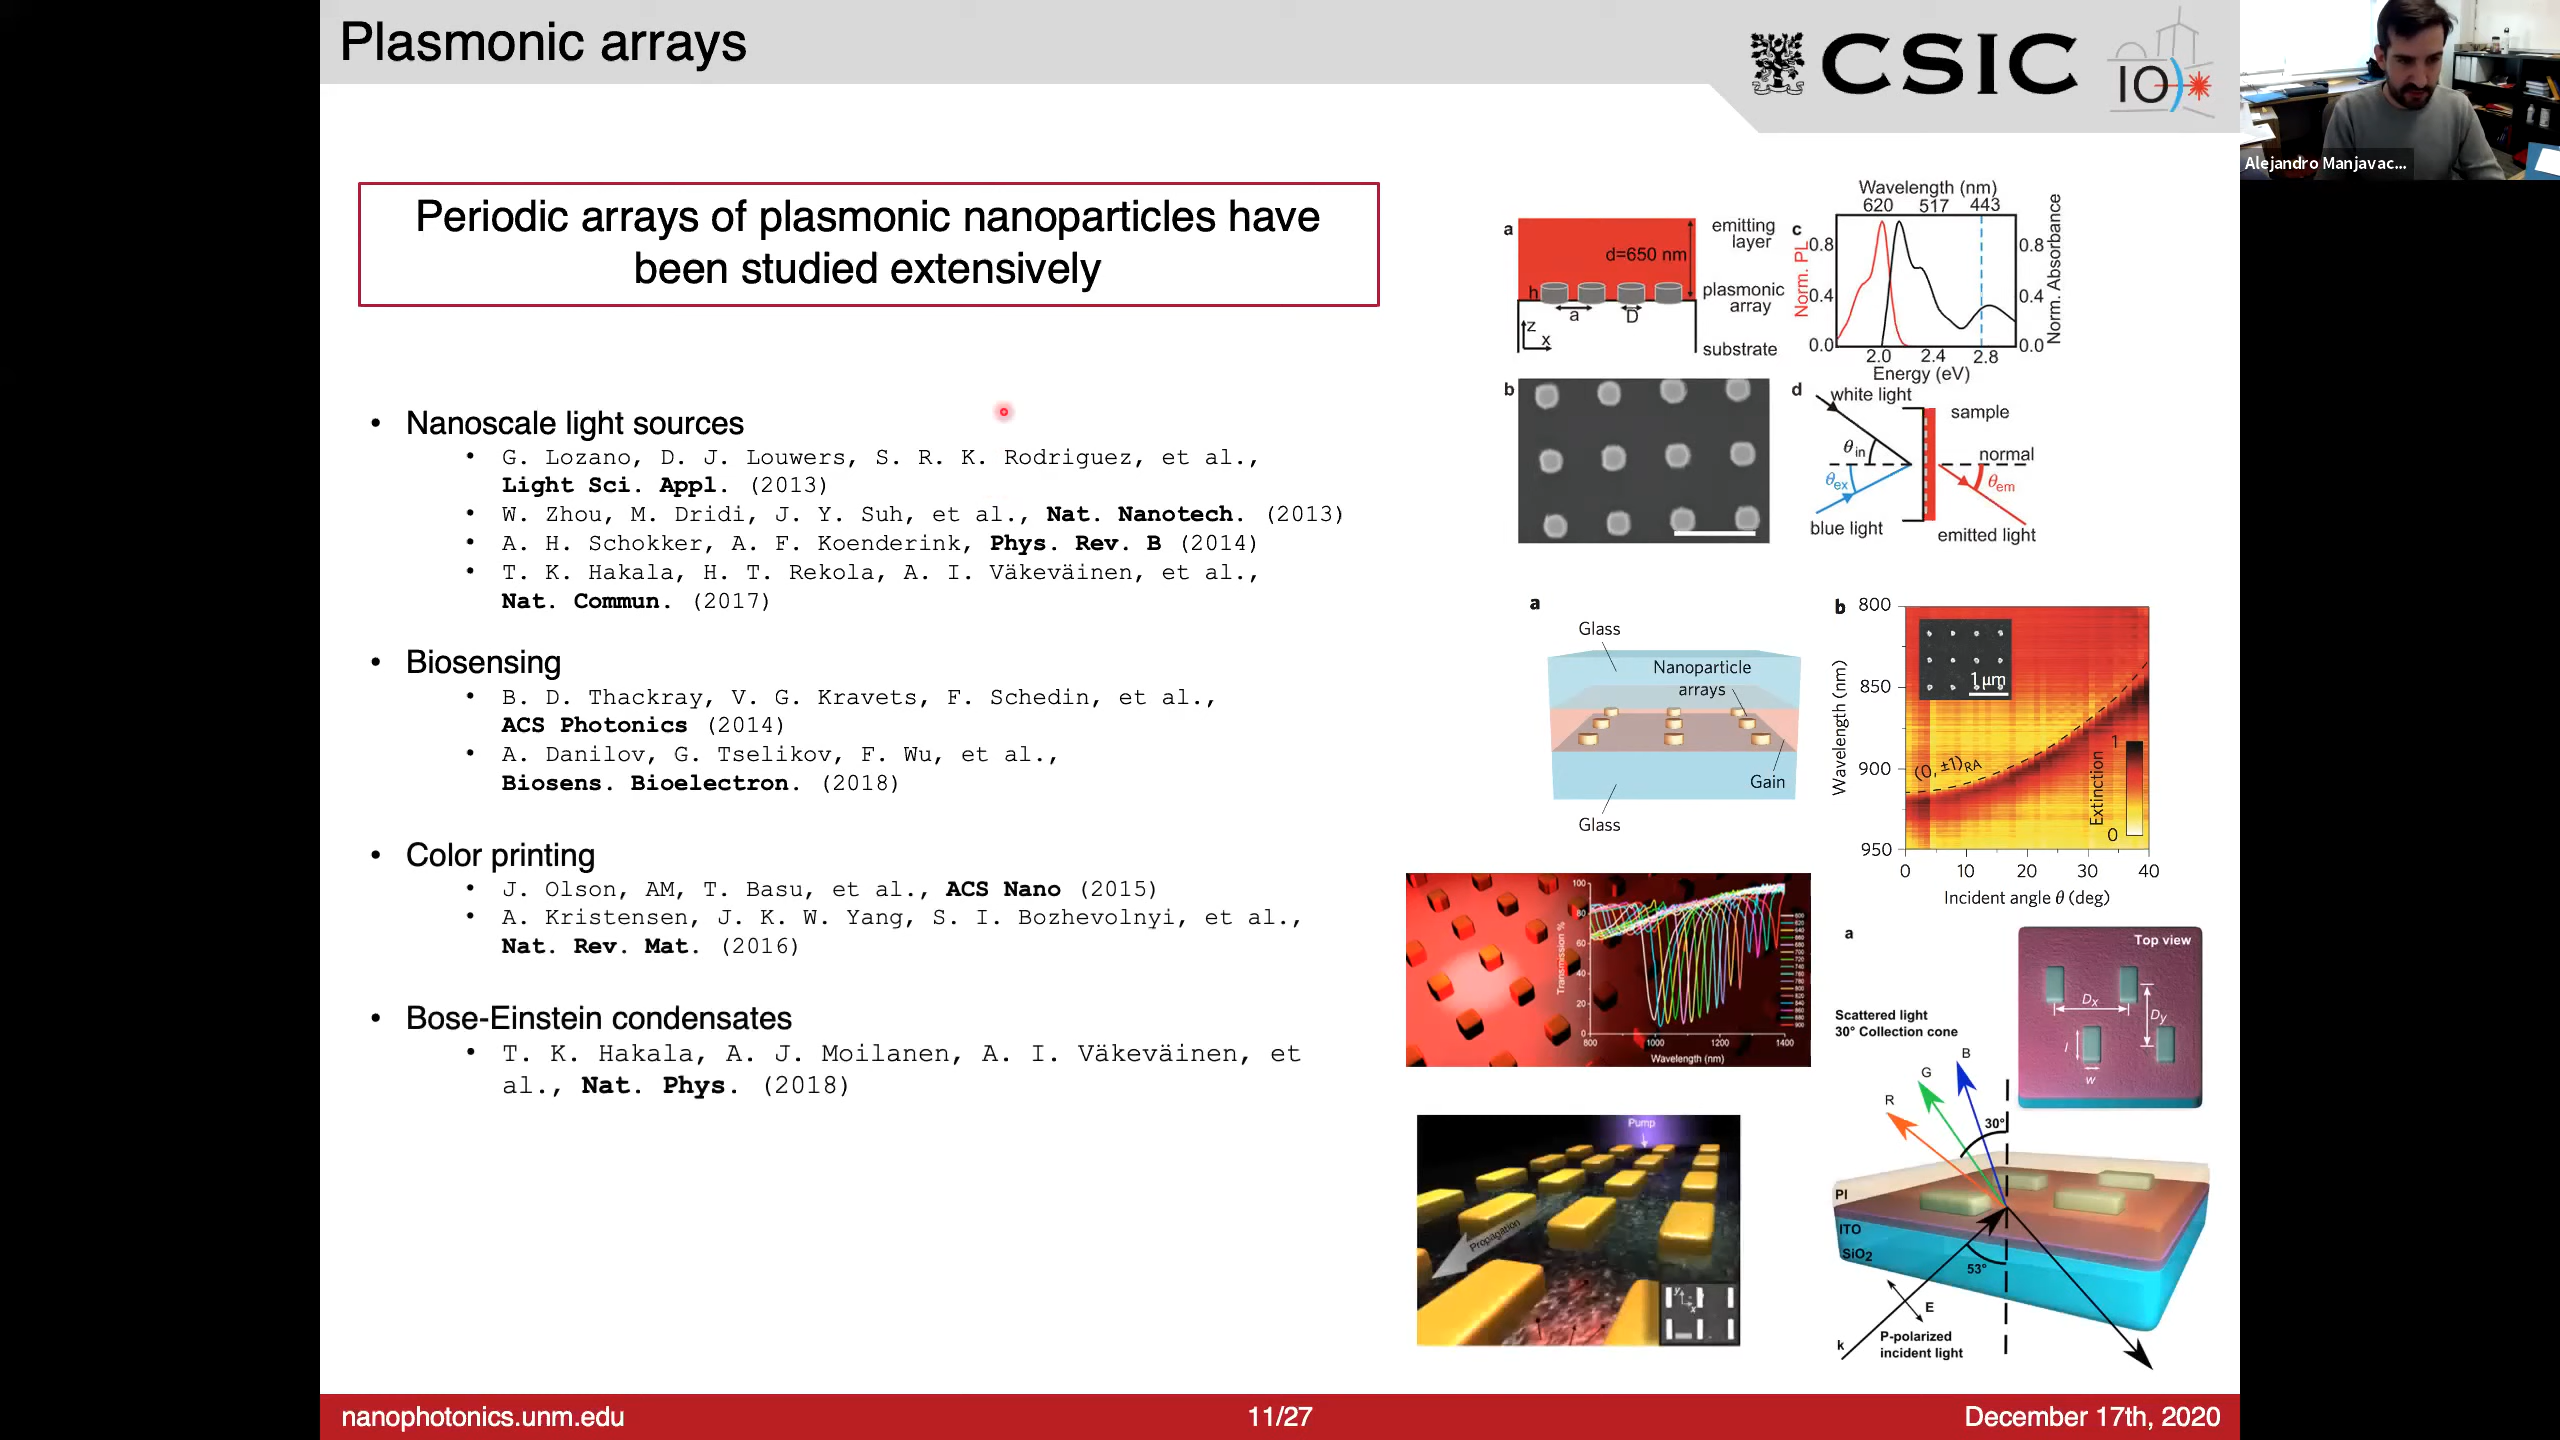 Plasmonic arrays
CSIC
IO
Alejandro Manjavac...
Periodic arrays of plasmonic nanoparticles have
been studied extensively
• Nanoscale light sources
• G. Lozano, D. J. Louwers, S. R. K. Rodriguez, et al.,
Light Sci. Appl. (2013)
• W. Zhou, M. Dridi, J. Y. Suh, et al., Nat. Nanotech. (2013)
• A. H. Schokker, A. F. Koenderink, Phys. Rev. B (2014)
• T. K. Hakala, H. T. Rekola, A. I. Väkeväinen, et al.,
Nat. Commun. (2017)
• Biosensing
• B. D. Thackray, V. G. Kravets, F. Schedin, et al.,
ACS Photonics (2014)
• A. Danilov, G. Tselikov, F. Wu, et al.,
Biosens. Bioelectron. (2018)
• Color printing
• J. Olson, AM, T. Basu, et al., ACS Nano (2015)
• A. Kristensen, J. K. W. Yang, S. I. Bozhevolnyi, et al.,
Nat. Rev. Mat. (2016)
• Bose-Einstein condensates
• T. K. Hakala, A. J. Moilanen, A. I. Väkeväinen, et
al., Nat. Phys. (2018)
a
emitting
layer
d=650 nm
h
plasmonic
array
a
D
z
x
substrate
c
Wavelength (nm)
620 517 443
Norm. PL
0.8
0.4
0.0
0.8
0.4
0.0
Norm. Absorbance
2.0 2.4 2.8
Energy (eV)
b
d
white light
sample
θin
normal
θex
θem
blue light
emitted light
a
Glass
Nanoparticle
arrays
Gain
Glass
b
800
850
900
950
Wavelength (nm)
1 μm
(0, ±1)RA
Extinction
1
0
0 10 20 30 40
Incident angle θ (deg)
Transmission %
100
80
60
40
20
0
800 1000 1200 1400
Wavelength (nm)
a
Top view
Dx
Dy
l
w
Scattered light
30° Collection cone
R
G
B
30°
PI
ITO
SiO2
53°
E
k
P-polarized
incident light
Pump
Propagation
y
x
nanophotonics.unm.edu
11/27
December 17th, 2020